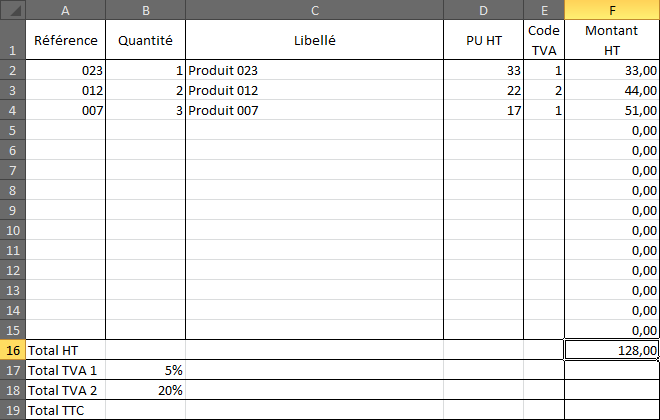 A B C D E F
1 Référence Quantité Libellé PU HT Code TVA Montant HT
2 023 1 Produit 023 33 1 33,00
3 012 2 Produit 012 22 2 44,00
4 007 3 Produit 007 17 1 51,00
5 0,00
6 0,00
7 0,00
8 0,00
9 0,00
10 0,00
11 0,00
12 0,00
13 0,00
14 0,00
15 0,00
16 Total HT 128,00
17 Total TVA 1 5%
18 Total TVA 2 20%
19 Total TTC